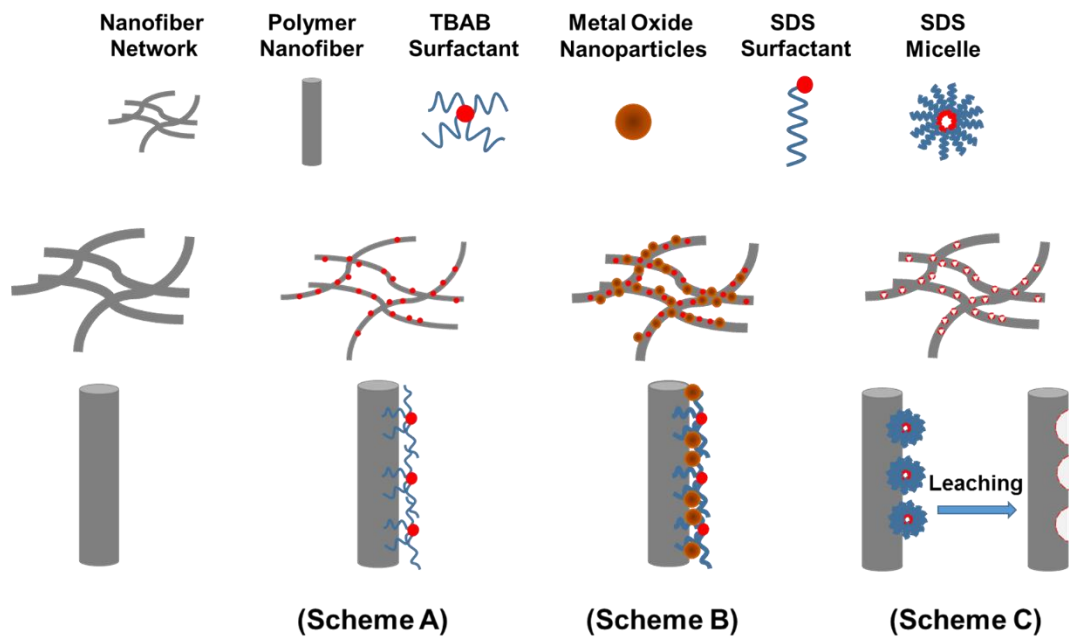 Nanofiber
Network
Polymer
Nanofiber
TBAB
Surfactant
Metal Oxide
Nanoparticles
SDS
Surfactant
SDS
Micelle
Leaching
(Scheme A)
(Scheme B)
(Scheme C)